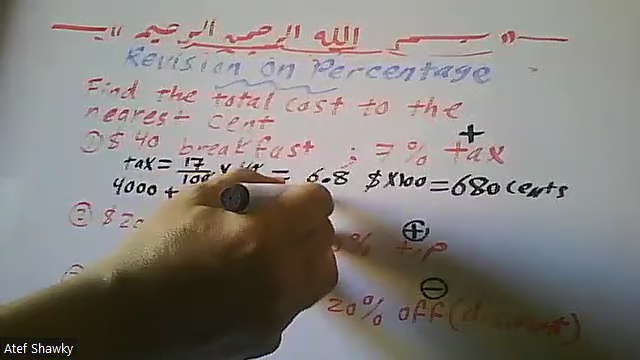 بسم الله الرحمن الرحيم
Revision on Percentage
Find the total cost to the
nearest cent
① $ 40 breakfast ; 7% tax
+
tax = 17/100 × = 6.8 $ × 100 = 680 cents
4000 +
② $20 % tip
+
20% off (discount)
−
Atef Shawky